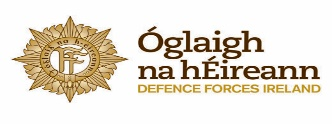 Óglaigh
na hÉireann
DEFENCE FORCES IRELAND